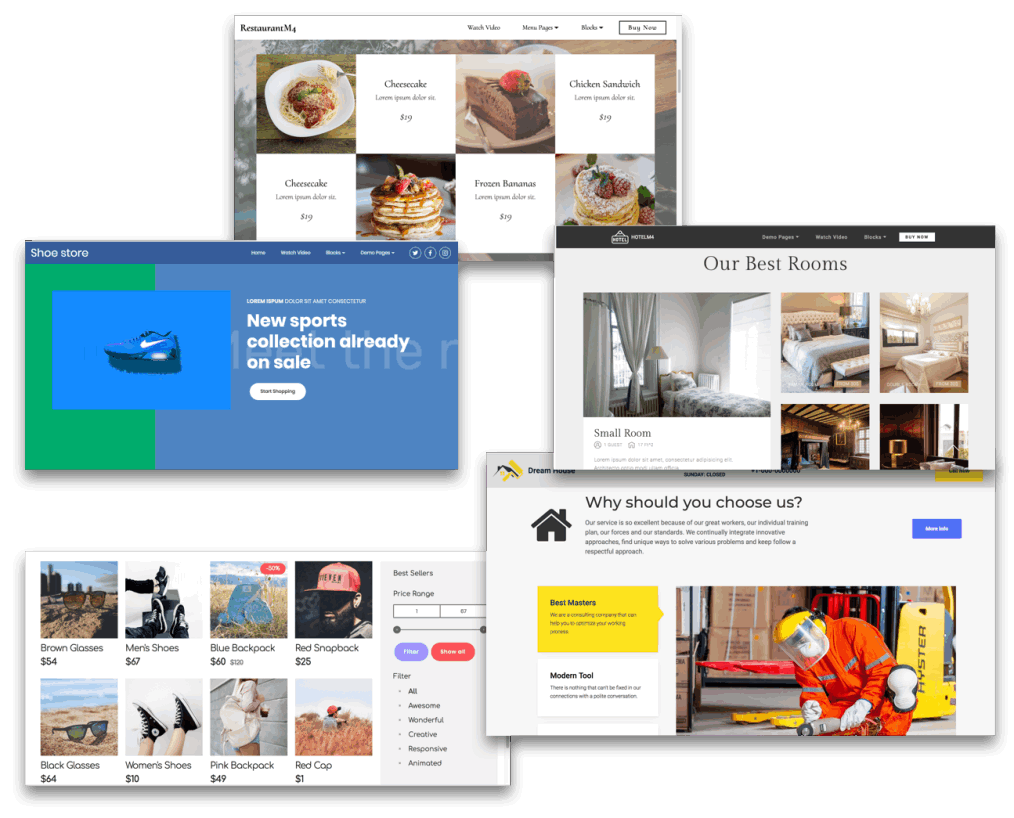 RestaurantM4
Watch Video Menu Pages Blocks Buy Now
Cheesecake
Lorem ipsum dolor sit.
$19
Chicken Sandwich
Lorem ipsum dolor sit.
$19
Cheesecake
Lorem ipsum dolor sit.
$19
Frozen Bananas
Lorem ipsum dolor sit.
$19
Shoe store
Home Watch Video Blocks Demo Pages
LOREM ISPUM DOLOR SIT AMET CONSECTETUR
Meet the
New sports
collection already
on sale
Start Shopping
HOTEL HOTELM4
Demo Pages Watch Video Blocks BUY NOW
Our Best Rooms
Small Room
1 GUEST
Lorem ipsum dolor sit amet, consectetur adipisicing elit.
Dream House
SUNDAY: CLOSED
Why should you choose us?
Our service is so excellent because of our great workers, our individual training
plan, our forces and our standards. We continually integrate innovative
approaches, find unique ways to solve various problems and keep follow a
respectful approach.
More Info
Best Masters
We are a consulting company that can
help you to optimize your working
process.
Modern Tool
There is nothing that can't be fixed in our
connections with a polite conversation.
HYSTER
-50%
Brown Glasses
$54
Men's Shoes
$67
Blue Backpack
$60 $120
Red Snapback
$25
Black Glasses
$64
Women's Shoes
$10
Pink Backpack
$49
Red Cap
$1
Best Sellers
Price Range
1 67
Filter Show all
Filter
All
Awesome
Wonderful
Creative
Responsive
Animated